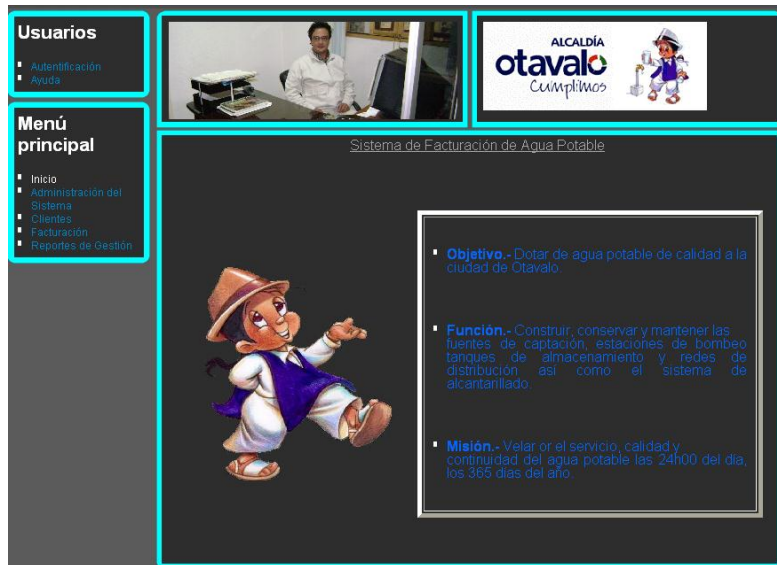 Usuarios
Autentificación
Ayuda
Menú
principal
Inicio
Administración del
Sistema
Clientes
Facturación
Reportes de Gestión
ALCALDÍA
otavalo
Cumplimos
Sistema de Facturación de Agua Potable
Objetivo.- Dotar de agua potable de calidad a la
ciudad de Otavalo.
Función.- Construir, conservar y mantener las
fuentes de captación, estaciones de bombeo
tanques de almacenamiento y redes de
distribución asi como el sistema de
alcantarillado.
Misión.- Velar or el servicio, calidad y
continuidad del agua potable las 24h00 del día,
los 365 días del año.